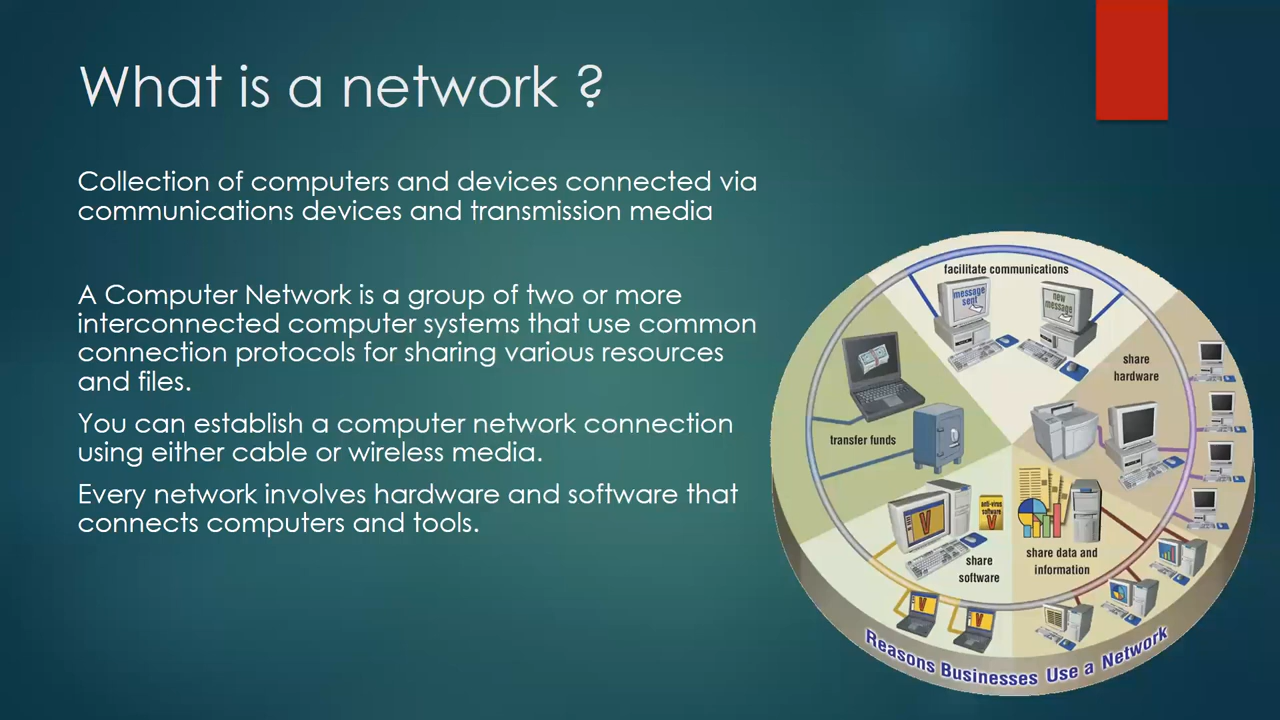 What is a network ?
Collection of computers and devices connected via
communications devices and transmission media
A Computer Network is a group of two or more
interconnected computer systems that use common
connection protocols for sharing various resources
and files.
You can establish a computer network connection
using either cable or wireless media.
Every network involves hardware and software that
connects computers and tools.
facilitate communications
message
sent
new
message
share
hardware
transfer funds
anti-virus
software
V
V
share
software
share data and
information
V
V
Reasons Businesses Use a Network